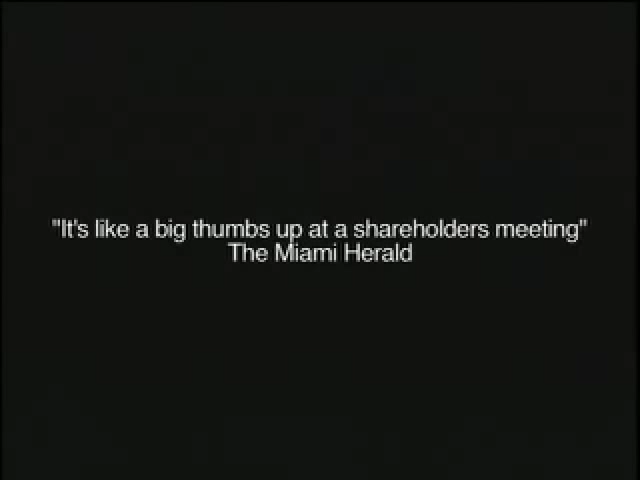 "It's like a big thumbs up at a shareholders meeting"
The Miami Herald